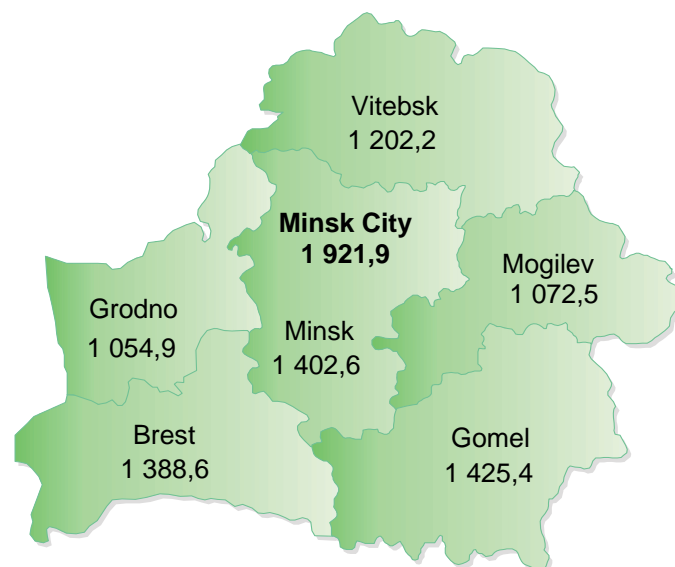 Vitebsk
1 202,2
Minsk City
1 921,9
Mogilev
1 072,5
Grodno
1 054,9
Minsk
1 402,6
Brest
1 388,6
Gomel
1 425,4